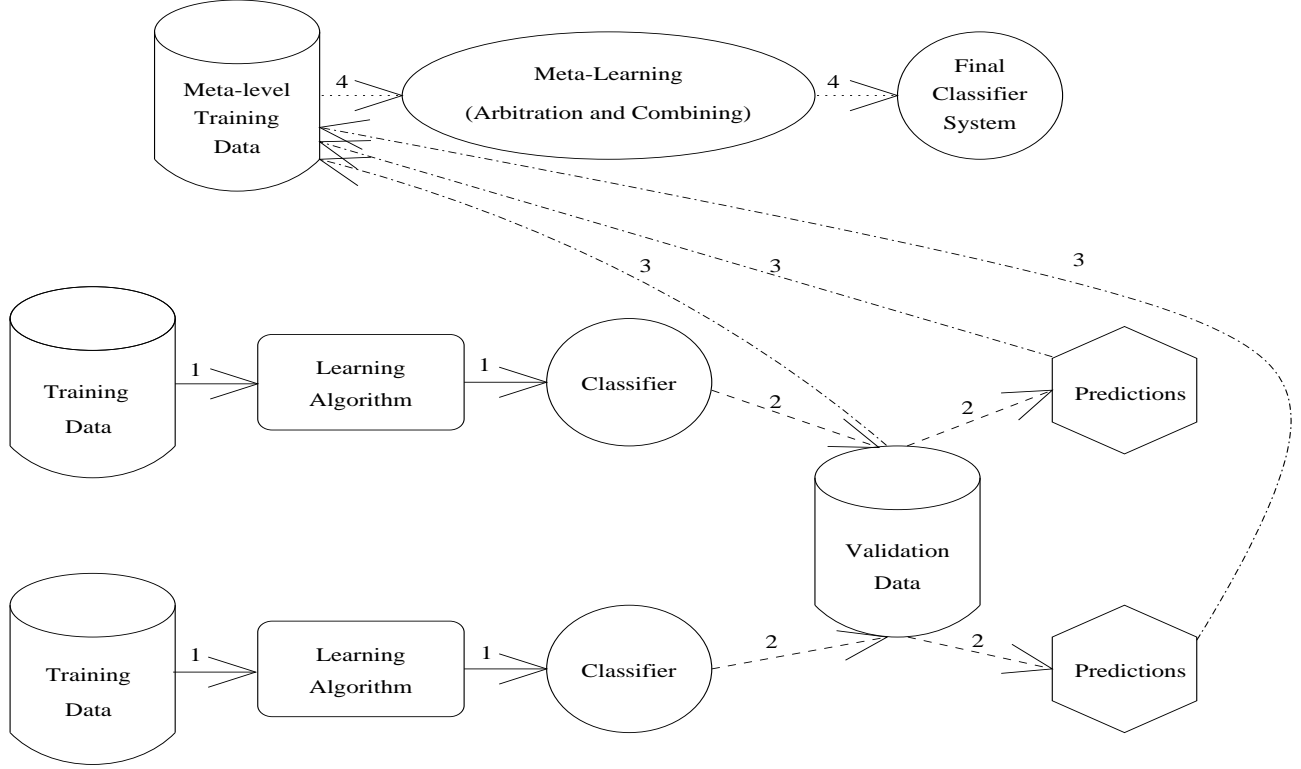 Meta-level
Training
Data
4
Meta-Learning
(Arbitration and Combining)
4
Final
Classifier
System
3
3
3
Training
Data
1
Learning
Algorithm
1
Classifier
2
2
Predictions
Validation
Data
Training
Data
1
Learning
Algorithm
1
Classifier
2
2
Predictions